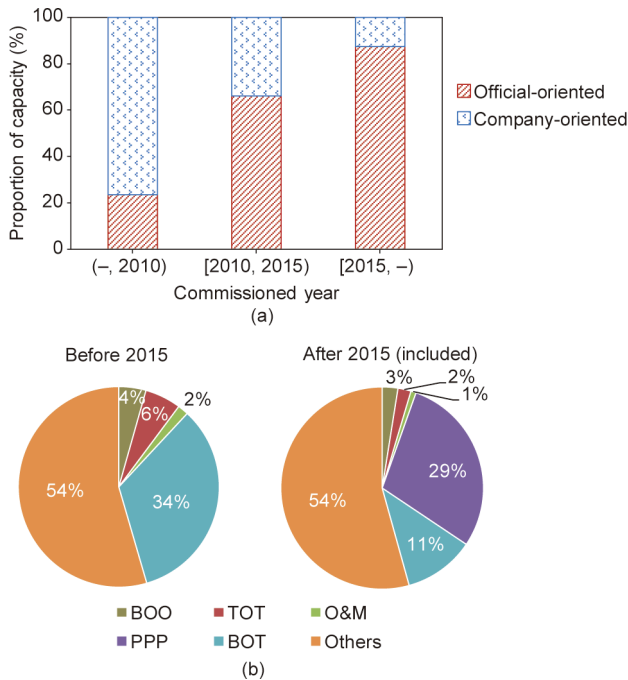 Proportion of capacity (%)
100
80
60
40
20
0
Official-oriented
Company-oriented
(–, 2010) [2010, 2015) [2015, –)
Commissioned year
(a)
Before 2015 After 2015 (included)
4% 6% 2% 34% 54%
3% 2% 1% 29% 11% 54%
BOO TOT O&M
PPP BOT Others
(b)